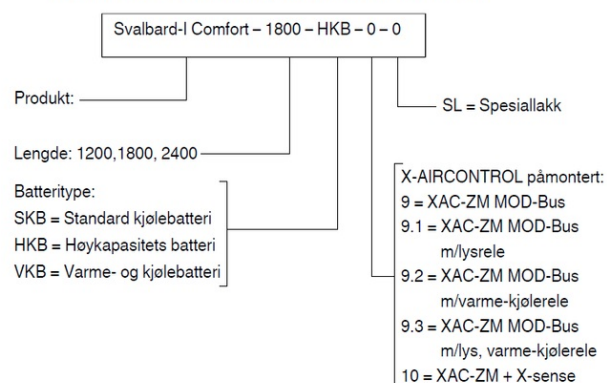 Svalbard-I Comfort – 1800 – HKB – 0 – 0
Produkt:
SL = Spesiallakk
Lengde: 1200,1800, 2400
Batteritype:
SKB = Standard kjølebatteri
HKB = Høykapasitets batteri
VKB = Varme- og kjølebatteri
X-AIRCONTROL påmontert:
9 = XAC-ZM MOD-Bus
9.1 = XAC-ZM MOD-Bus
m/lysrele
9.2 = XAC-ZM MOD-Bus
m/varme-kjølerele
9.3 = XAC-ZM MOD-Bus
m/lys, varme-kjølerele
10 = XAC-ZM + X-sense